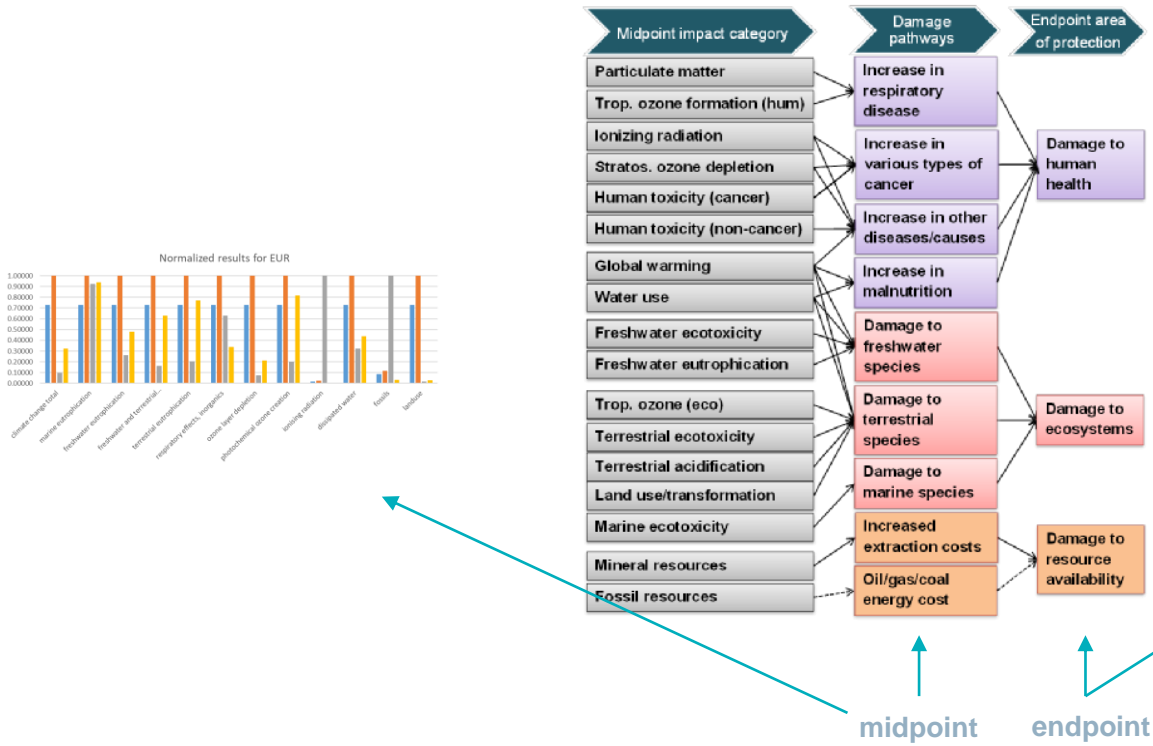 Normalized results for EUR
1.00000
0.90000
0.80000
0.70000
0.60000
0.50000
0.40000
0.30000
0.20000
0.10000
0.00000
climate change total
marine eutrophication
freshwater eutrophication
freshwater and terrestrial...
terrestrial eutrophication
respiratory effects, inorganics
ozone layer depletion
photochemical ozone creation
ionising radiation
dissipated water
fossils
landuse
Midpoint impact category
Particulate matter
Trop. ozone formation (hum)
Ionizing radiation
Stratos. ozone depletion
Human toxicity (cancer)
Human toxicity (non-cancer)
Global warming
Water use
Freshwater ecotoxicity
Freshwater eutrophication
Trop. ozone (eco)
Terrestrial ecotoxicity
Terrestrial acidification
Land use/transformation
Marine ecotoxicity
Mineral resources
Fossil resources
Damage
pathways
Increase in
respiratory
disease
Increase in
various types of
cancer
Increase in other
diseases/causes
Increase in
malnutrition
Damage to
freshwater
species
Damage to
terrestrial
species
Damage to
marine species
Increased
extraction costs
Oil/gas/coal
energy cost
Endpoint area
of protection
Damage to
human
health
Damage to
ecosystems
Damage to
resource
availability
midpoint
endpoint